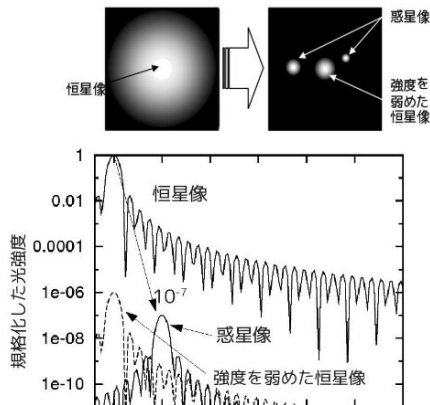 惑星像
恒星像
強度を
弱めた
恒星像
1
恒星像
0.01
0.0001
規格化した光強度
1e-06
10⁻⁷
惑星像
1e-08
強度を弱めた恒星像
1e-10